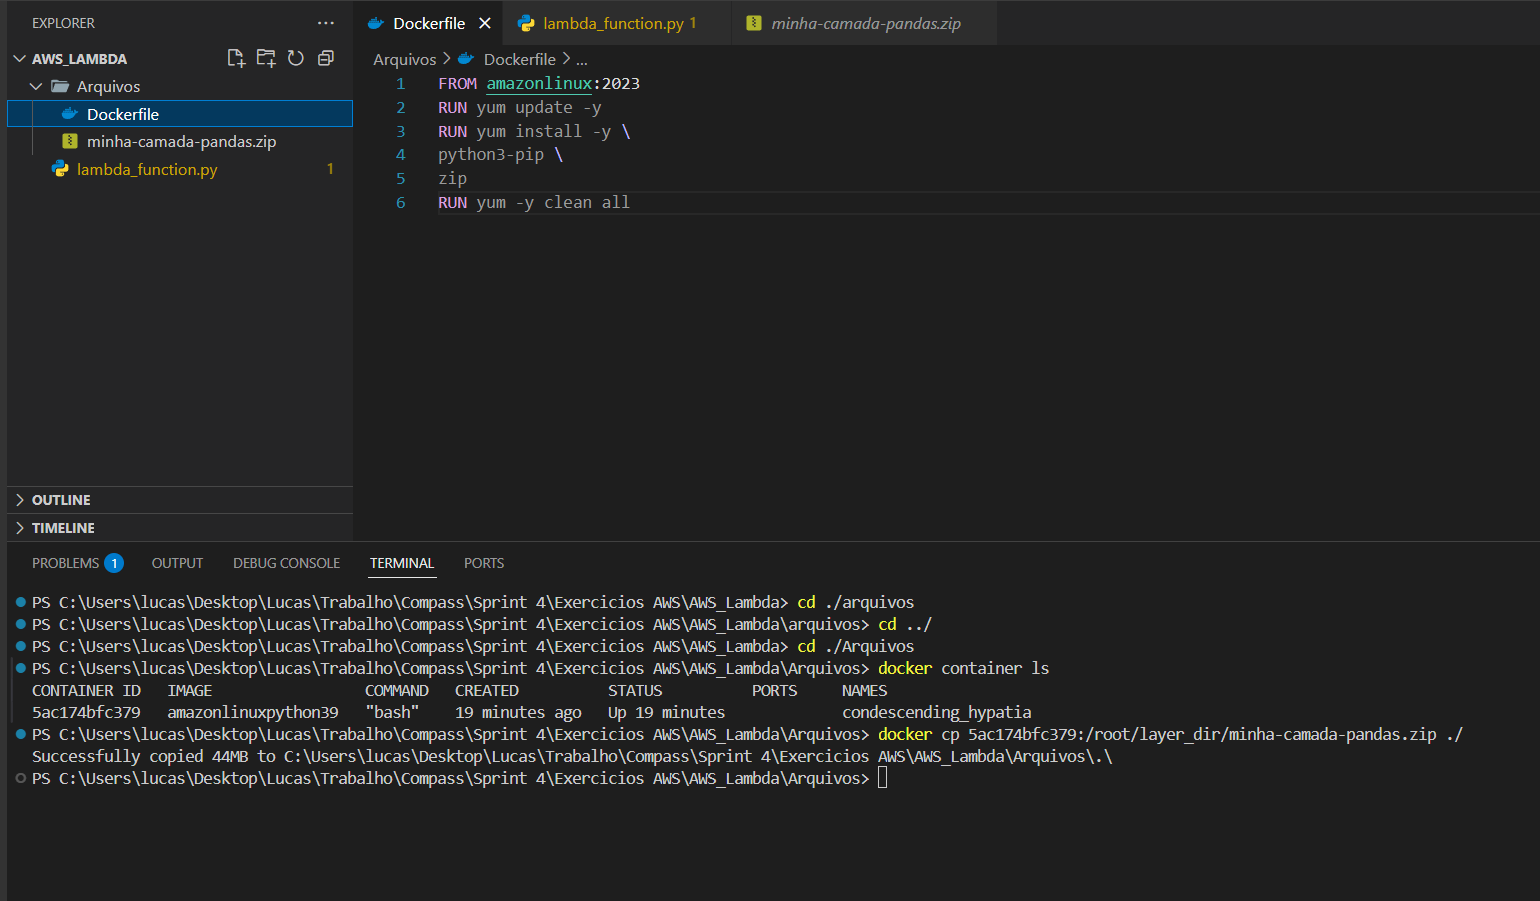 EXPLORER ...
AWS_LAMBDA
Arquivos
Dockerfile
minha-camada-pandas.zip
lambda_function.py 1
OUTLINE
TIMELINE
Dockerfile
lambda_function.py 1
minha-camada-pandas.zip
Arquivos > Dockerfile > ...
1 FROM amazonlinux:2023
2 RUN yum update -y
3 RUN yum install -y \
4 python3-pip \
5 zip
6 RUN yum -y clean all
PROBLEMS 1 OUTPUT DEBUG CONSOLE TERMINAL PORTS
PS C:\Users\lucas\Desktop\Lucas\Trabalho\Compass\Sprint 4\Exercicios AWS\AWS_Lambda> cd ./arquivos
PS C:\Users\lucas\Desktop\Lucas\Trabalho\Compass\Sprint 4\Exercicios AWS\AWS_Lambda\arquivos> cd ../
PS C:\Users\lucas\Desktop\Lucas\Trabalho\Compass\Sprint 4\Exercicios AWS\AWS_Lambda> cd ./Arquivos
PS C:\Users\lucas\Desktop\Lucas\Trabalho\Compass\Sprint 4\Exercicios AWS\AWS_Lambda\Arquivos> docker container ls
CONTAINER ID IMAGE COMMAND CREATED STATUS PORTS NAMES
5ac174bfc379 amazonlinuxpython39 "bash" 19 minutes ago Up 19 minutes condescending_hypatia
PS C:\Users\lucas\Desktop\Lucas\Trabalho\Compass\Sprint 4\Exercicios AWS\AWS_Lambda\Arquivos> docker cp 5ac174bfc379:/root/layer_dir/minha-camada-pandas.zip ./
Successfully copied 44MB to C:\Users\lucas\Desktop\Lucas\Trabalho\Compass\Sprint 4\Exercicios AWS\AWS_Lambda\Arquivos\.\
PS C:\Users\lucas\Desktop\Lucas\Trabalho\Compass\Sprint 4\Exercicios AWS\AWS_Lambda\Arquivos>